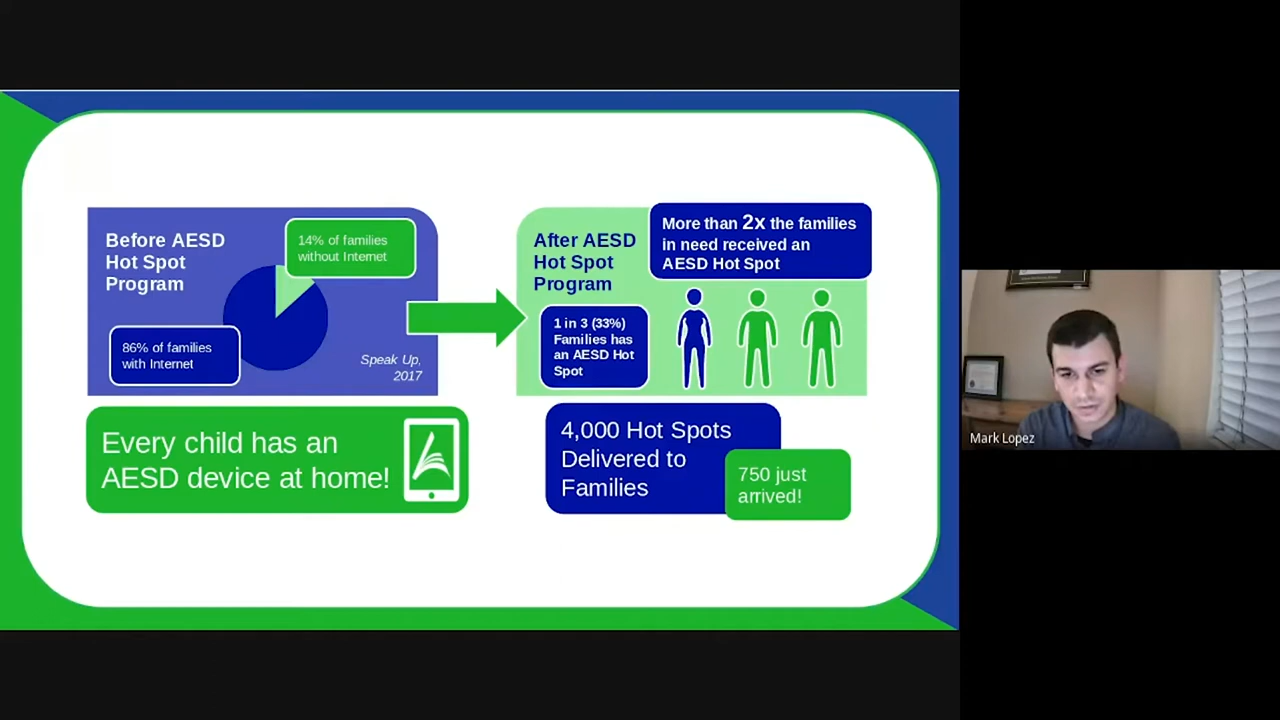 Before AESD
Hot Spot
Program
14% of families
without Internet
86% of families
with Internet
Speak Up,
2017
After AESD
Hot Spot
Program
More than 2x the families
in need received an
AESD Hot Spot
1 in 3 (33%)
Families has
an AESD Hot
Spot
Every child has an
AESD device at home!
4,000 Hot Spots
Delivered to
Families
750 just
arrived!
Mark Lopez